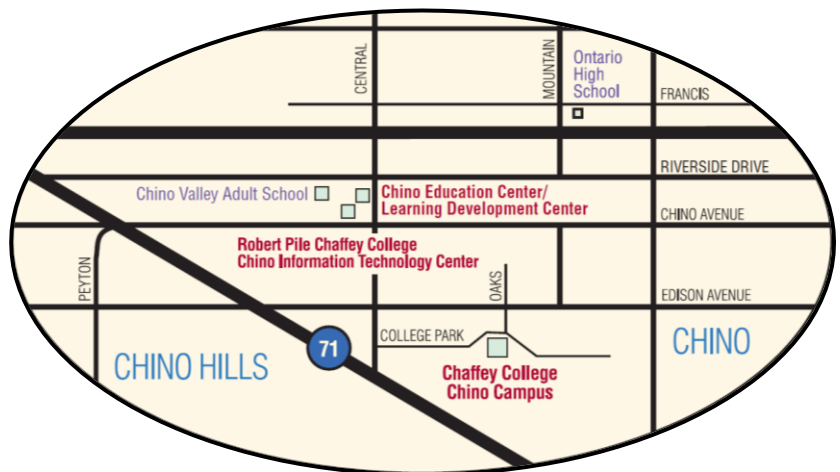 CENTRAL
MOUNTAIN
Ontario
High
School
FRANCIS
RIVERSIDE DRIVE
Chino Valley Adult School
Chino Education Center/
Learning Development Center
CHINO AVENUE
Robert Pile Chaffey College
Chino Information Technology Center
PEYTON
OAKS
EDISON AVENUE
71
COLLEGE PARK
CHINO
CHINO HILLS
Chaffey College
Chino Campus